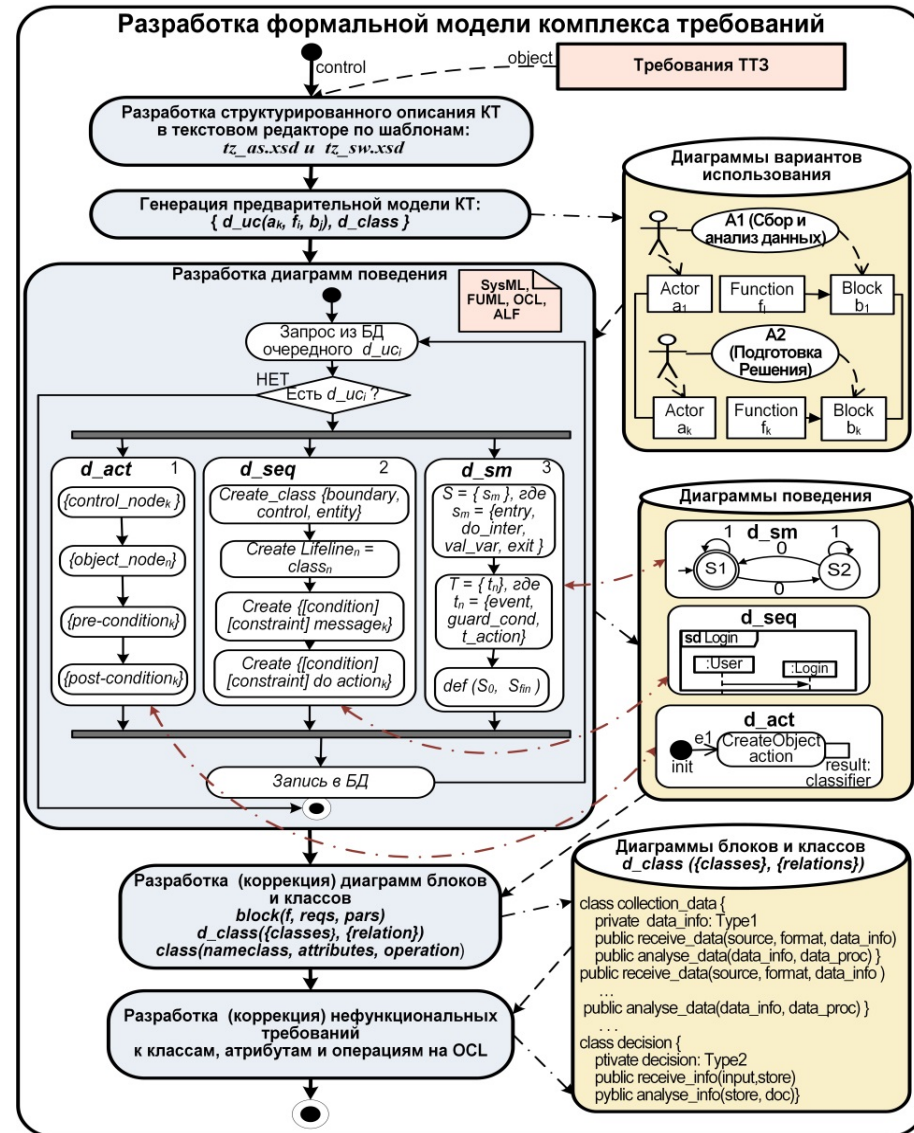 Разработка формальной модели комплекса требований
control
object
Требования ТТЗ
Разработка структурированного описания КТ
в текстовом редакторе по шаблонам:
tz_as.xsd и tz_sw.xsd
Генерация предварительной модели КТ:
{ d_uc(aₖ, fᵢ, bⱼ), d_class }
Диаграммы вариантов
использования
A1 (Сбор и
анализ данных)
Actor
a₁
Function
fᵢ
Block
b₁
A2
(Подготовка
Решения)
Actor
aₖ
Function
fₖ
Block
bₖ
Разработка диаграмм поведения
SysML,
FUML, OCL,
ALF
Запрос из БД
очередного d_ucᵢ
НЕТ
Есть d_ucᵢ ?
d_act
1
{control_nodeₖ }
{object_nodeₙ}
{pre-conditionₖ}
{post-conditionₖ}
d_seq
2
Create_class {boundary,
control, entity}
Create Lifelineₙ =
classₙ
Create {[condition]
[constraint] messageₖ}
Create {[condition]
[constraint] do actionₖ}
d_sm
3
S = { sₘ }, где
sₘ = {entry,
do_inter,
val_var, exit }
T = { tₙ}, где
tₙ = {event,
guard_cond,
t_action}
def (S₀, S_fin )
Запись в БД
Диаграммы поведения
d_sm
1
0
1
S1
S2
0
d_seq
sd Login
:User
:Login
d_act
e1
CreateObject
action
init
result:
classifier
Разработка (коррекция) диаграмм блоков
и классов
block(f, reqs, pars)
d_class({classes}, {relation})
class(nameclass, attributes, operation)
Разработка (коррекция) нефункциональных
требований
к классам, атрибутам и операциям на OCL
Диаграммы блоков и классов
d_class ({classes}, {relations})
class collection_data {
private data_info: Type1
public receive_data(source, format, data_info)
public analyse_data(data_info, data_proc) }
public receive_data(source, format, data_info )
...
public analyse_data(data_info, data_proc) }
. . .
class decision {
ptivate decision: Type2
public receive_info(input,store)
pyblic analyse_info(store, doc)}